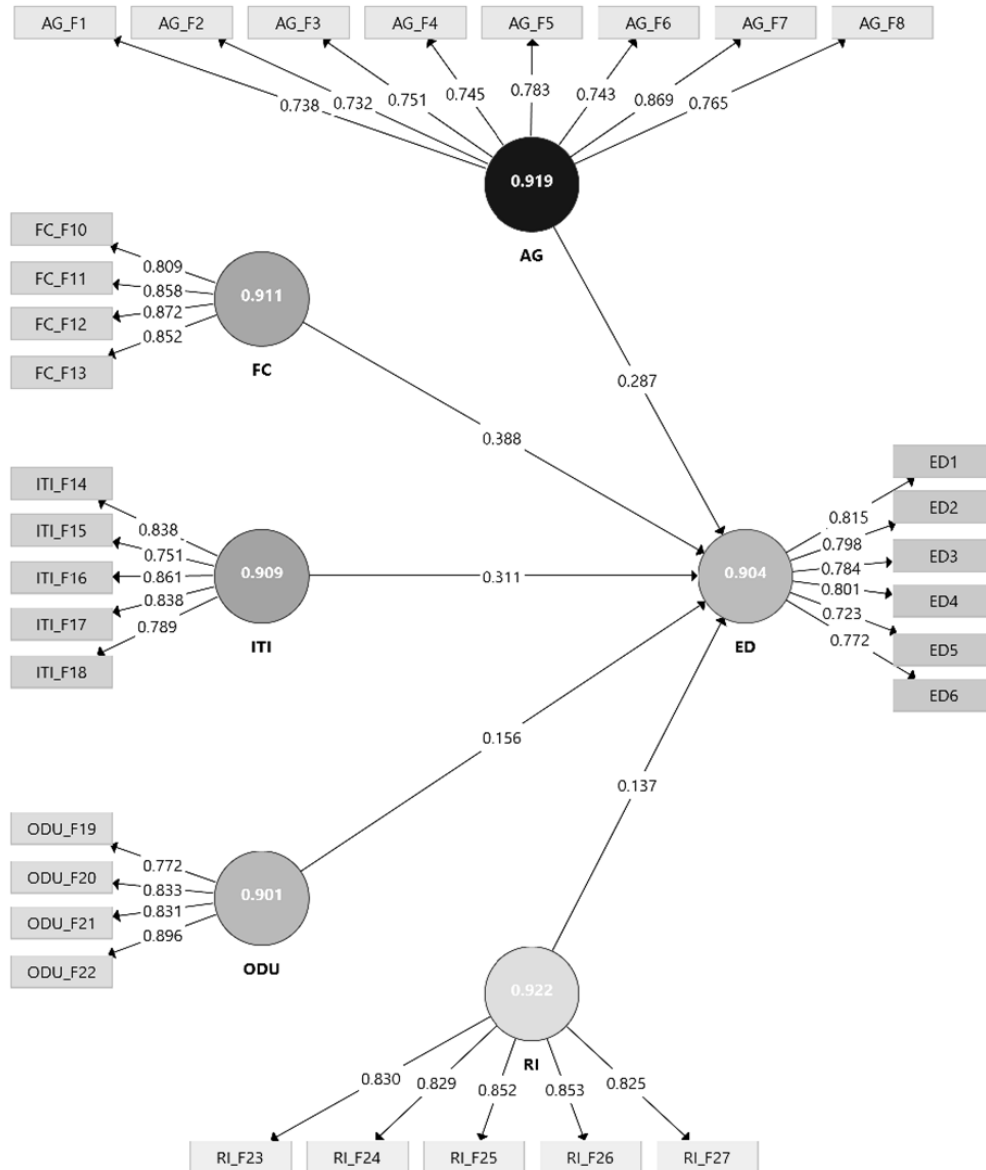 AG_F1 AG_F2 AG_F3 AG_F4 AG_F5 AG_F6 AG_F7 AG_F8
0.738 0.732 0.751 0.745 0.783 0.743 0.869 0.765
0.919
AG
FC_F10
FC_F11
FC_F12
FC_F13
0.809
0.858
0.872
0.852
0.911
FC
0.287
0.388
ITI_F14
ITI_F15
ITI_F16
ITI_F17
ITI_F18
0.838
0.751
0.861
0.838
0.789
0.909
ITI
0.311
0.904
ED
0.815
0.798
0.784
0.801
0.723
0.772
ED1
ED2
ED3
ED4
ED5
ED6
0.156
0.137
ODU_F19
ODU_F20
ODU_F21
ODU_F22
0.772
0.833
0.831
0.896
0.901
ODU
0.922
RI
0.830 0.829 0.852 0.853 0.825
RI_F23 RI_F24 RI_F25 RI_F26 RI_F27